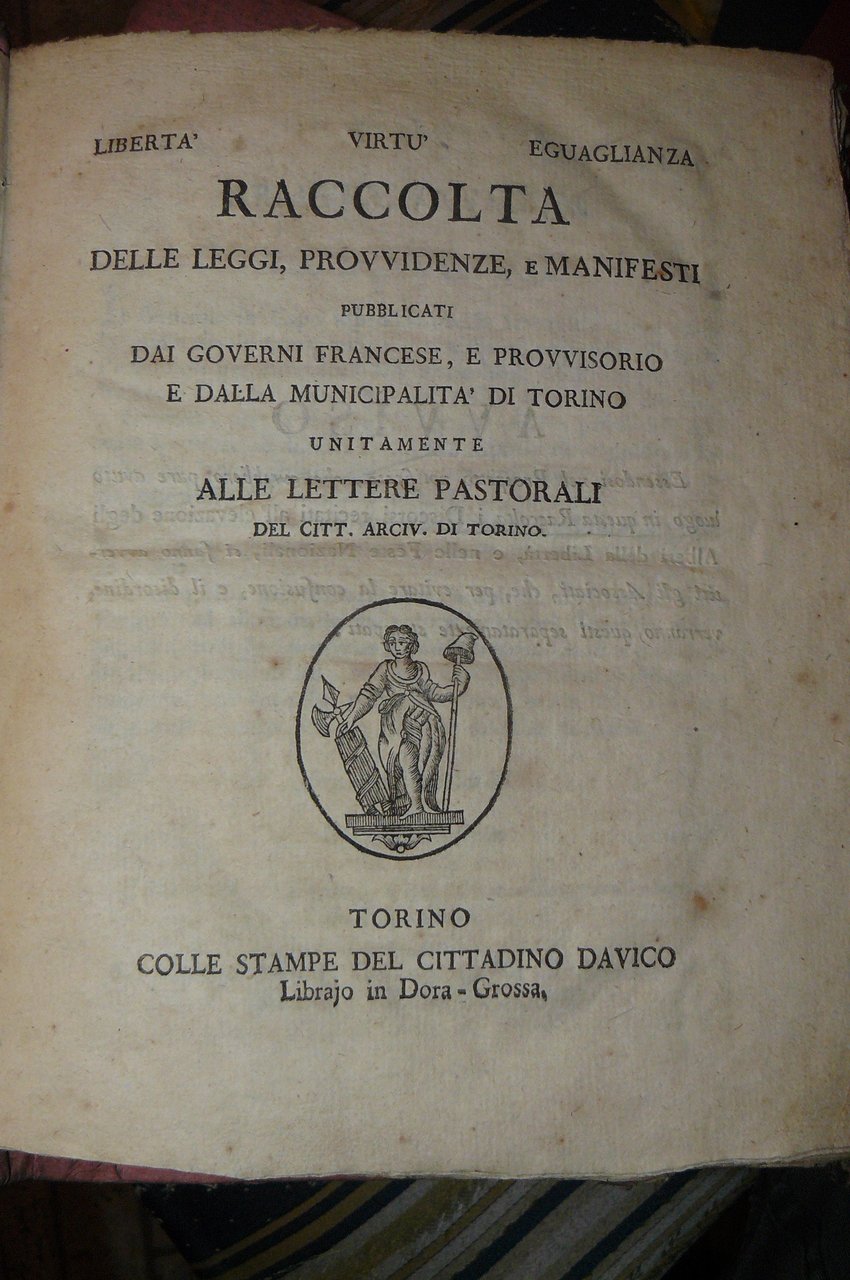 LIBERTA' VIRTU' EGUAGLIANZA
RACCOLTA
DELLE LEGGI, PROVVIDENZE, E MANIFESTI
PUBBLICATI
DAI GOVERNI FRANCESE, E PROVVISORIO
E DALLA MUNICIPALITA' DI TORINO
UNITAMENTE
ALLE LETTERE PASTORALI
DEL CITT. ARCIV. DI TORINO.
TORINO
COLLE STAMPE DEL CITTADINO DAVICO
Librajo in Dora-Grossa,